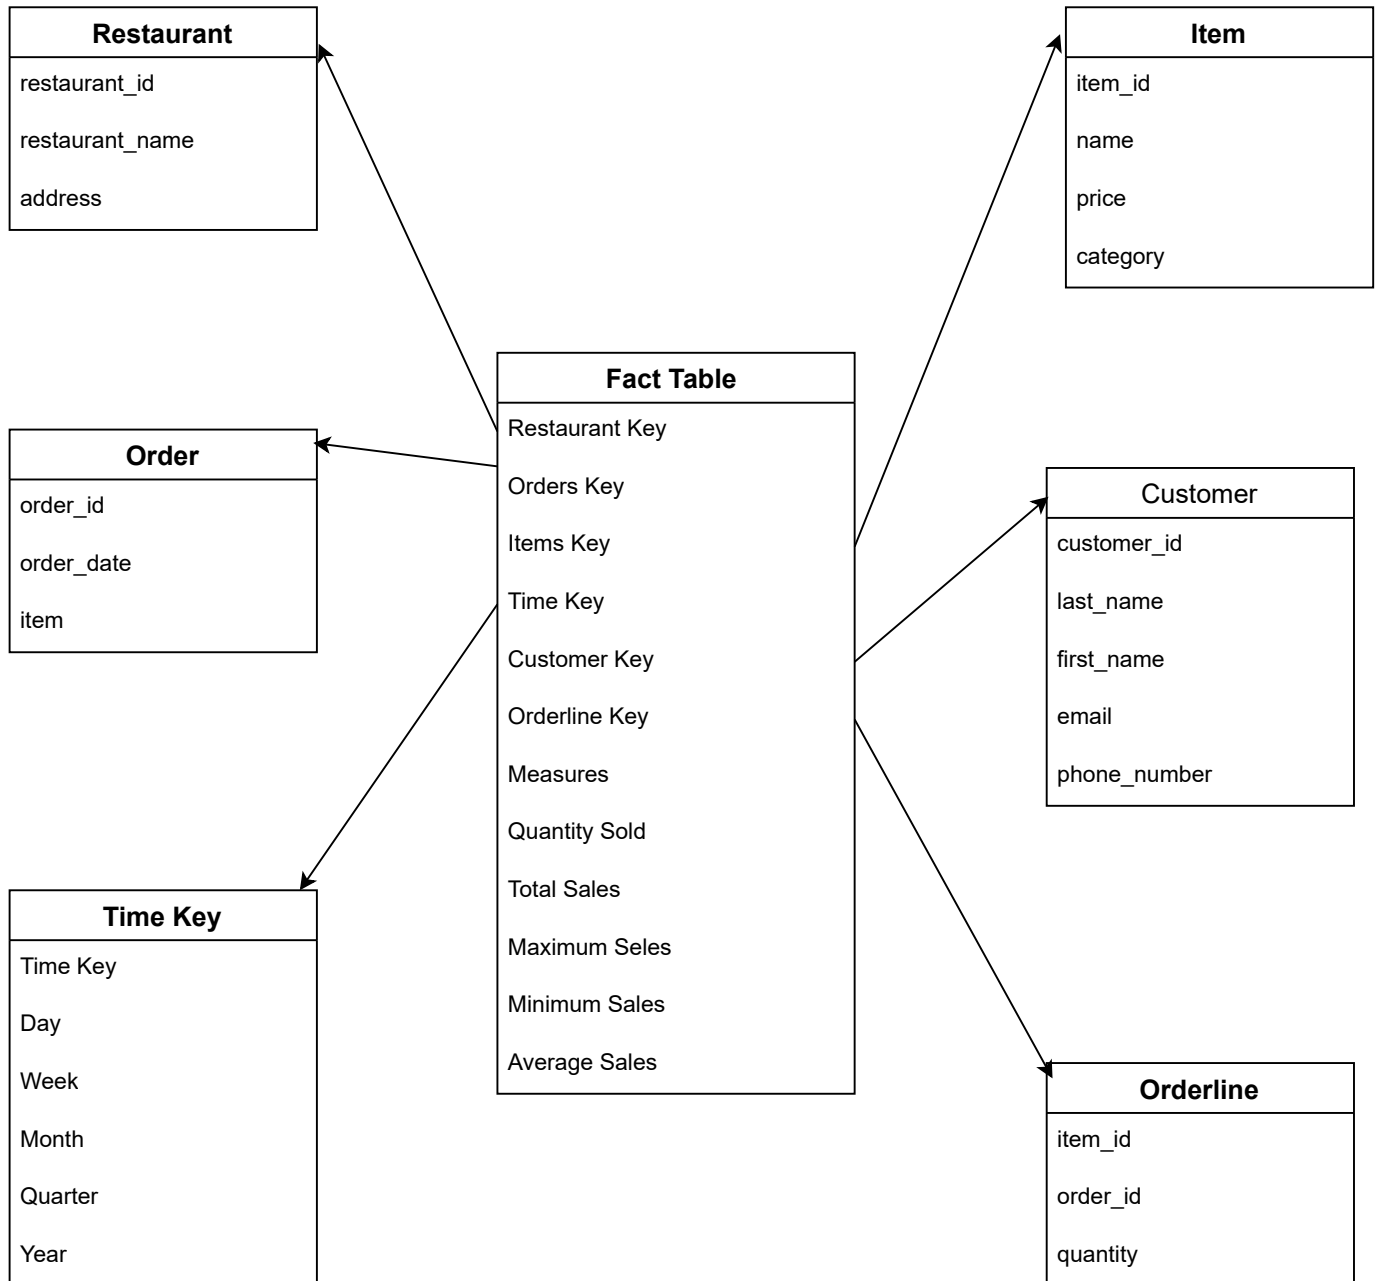 Restaurant
restaurant_id
restaurant_name
address
Item
item_id
name
price
category
Fact Table
Restaurant Key
Orders Key
Items Key
Time Key
Customer Key
Orderline Key
Measures
Quantity Sold
Total Sales
Maximum Seles
Minimum Sales
Average Sales
Order
order_id
order_date
item
Customer
customer_id
last_name
first_name
email
phone_number
Time Key
Time Key
Day
Week
Month
Quarter
Year
Orderline
item_id
order_id
quantity